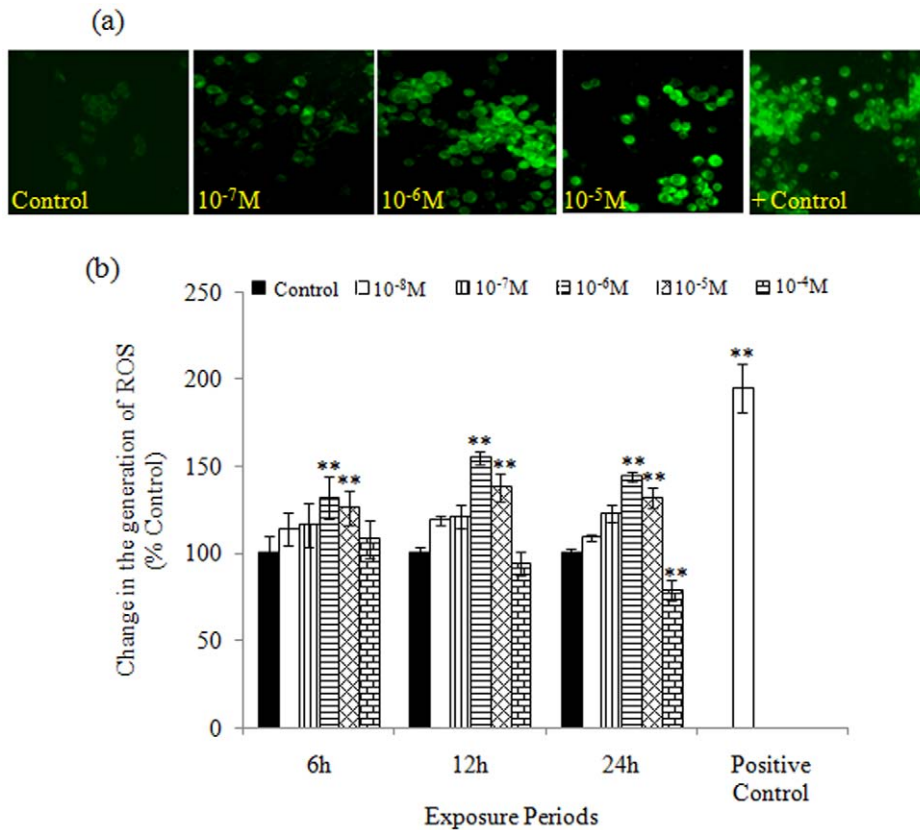 (a)
Control 10⁻⁷M 10⁻⁶M 10⁻⁵M + Control
(b)
Control 10⁻⁸M 10⁻⁷M 10⁻⁶M 10⁻⁵M 10⁻⁴M
Change in the generation of ROS
(% Control)
250
200
150
100
50
0
**
** **
** **
** **
**
6h 12h 24h Positive
Control
Exposure Periods